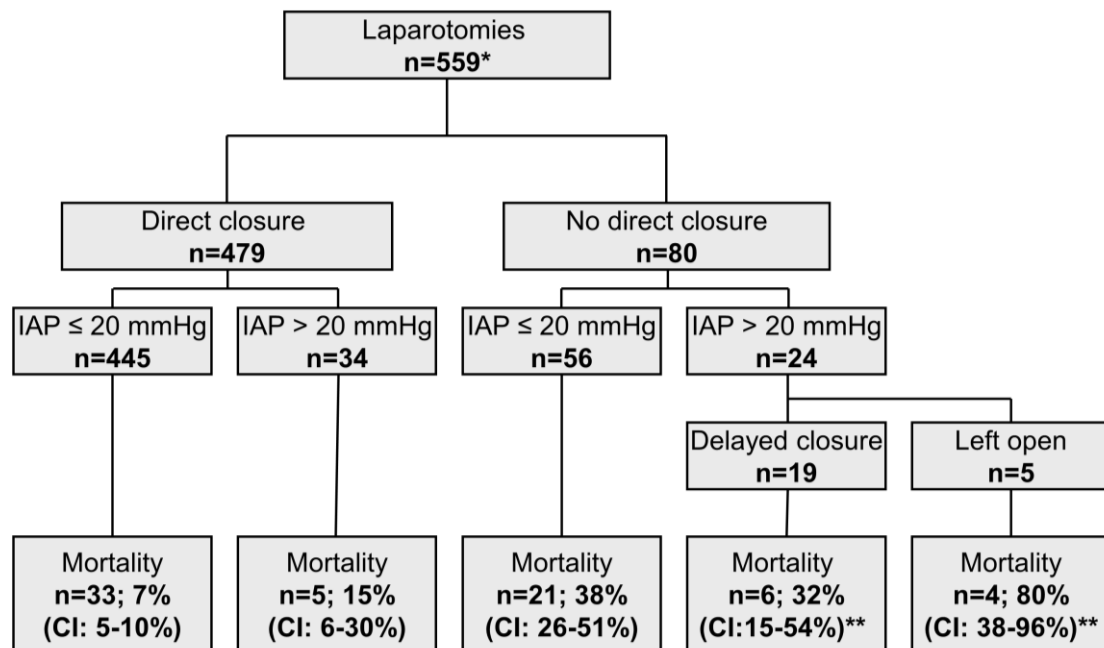 Laparotomies
n=559*
Direct closure
n=479
No direct closure
n=80
IAP ≤ 20 mmHg
n=445
IAP > 20 mmHg
n=34
IAP ≤ 20 mmHg
n=56
IAP > 20 mmHg
n=24
Delayed closure
n=19
Left open
n=5
Mortality
n=33; 7%
(CI: 5-10%)
Mortality
n=5; 15%
(CI: 6-30%)
Mortality
n=21; 38%
(CI: 26-51%)
Mortality
n=6; 32%
(CI:15-54%)**
Mortality
n=4; 80%
(CI: 38-96%)**